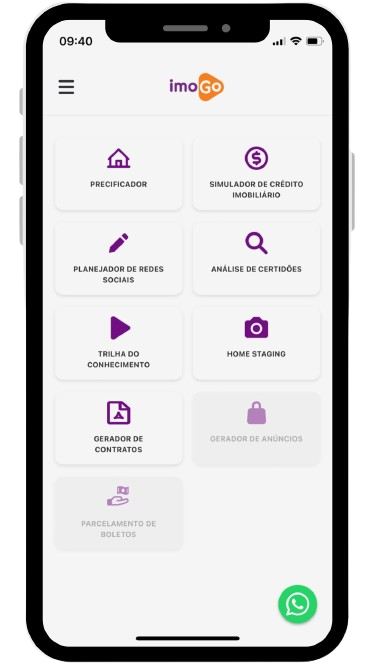 09:40
imoGo
PRECIFICADOR
SIMULADOR DE CRÉDITO
IMOBILIÁRIO
PLANEJADOR DE REDES
SOCIAIS
ANÁLISE DE CERTIDÕES
TRILHA DO
CONHECIMENTO
HOME STAGING
GERADOR DE
CONTRATOS
GERADOR DE ANÚNCIOS
PARCELAMENTO DE
BOLETOS